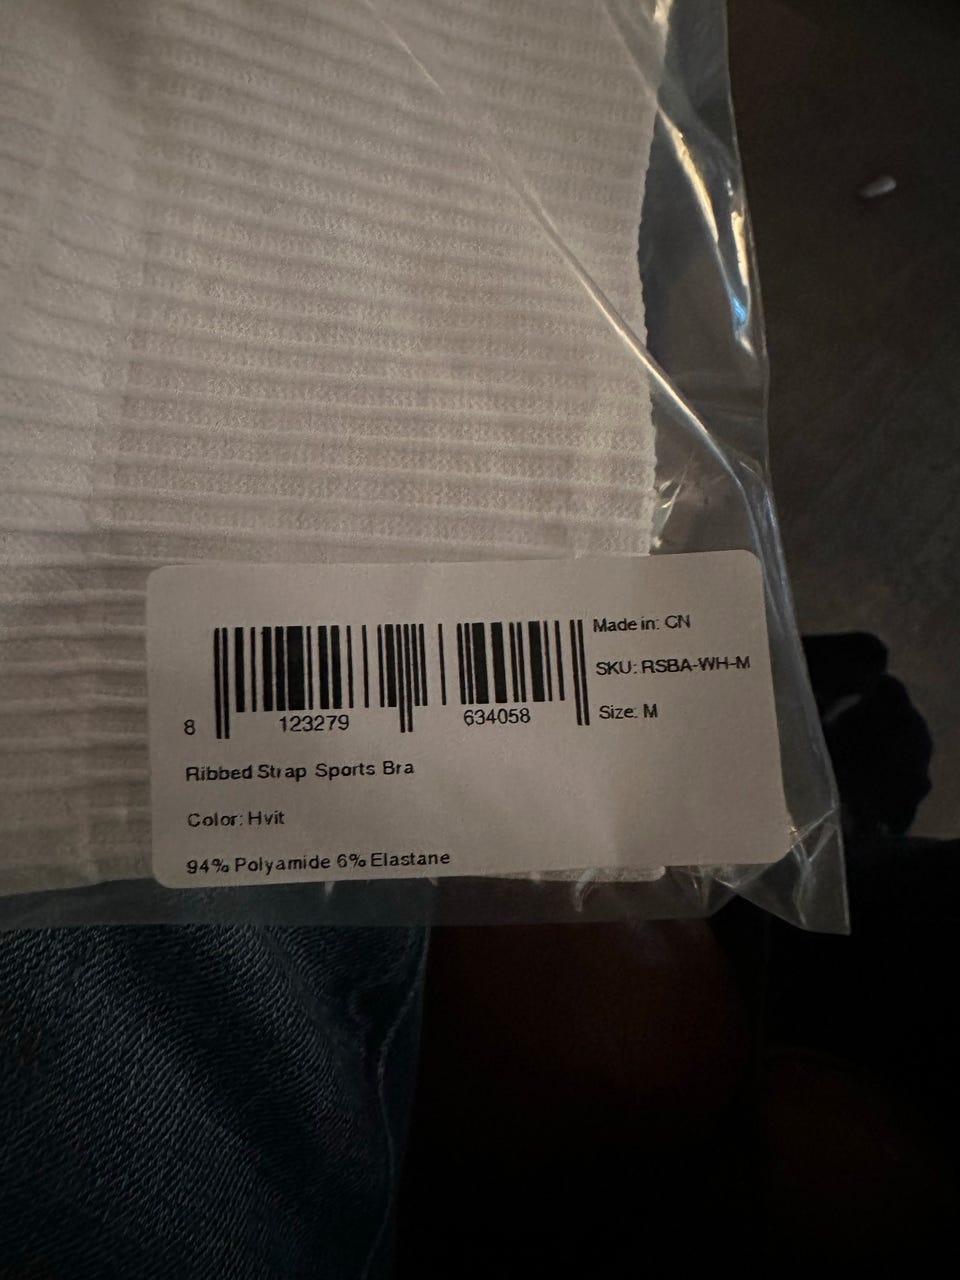 8 123279 634058
Made in: CN
SKU: RSBA-WH-M
Size: M
Ribbed Strap Sports Bra
Color: Hvit
94% Polyamide 6% Elastane